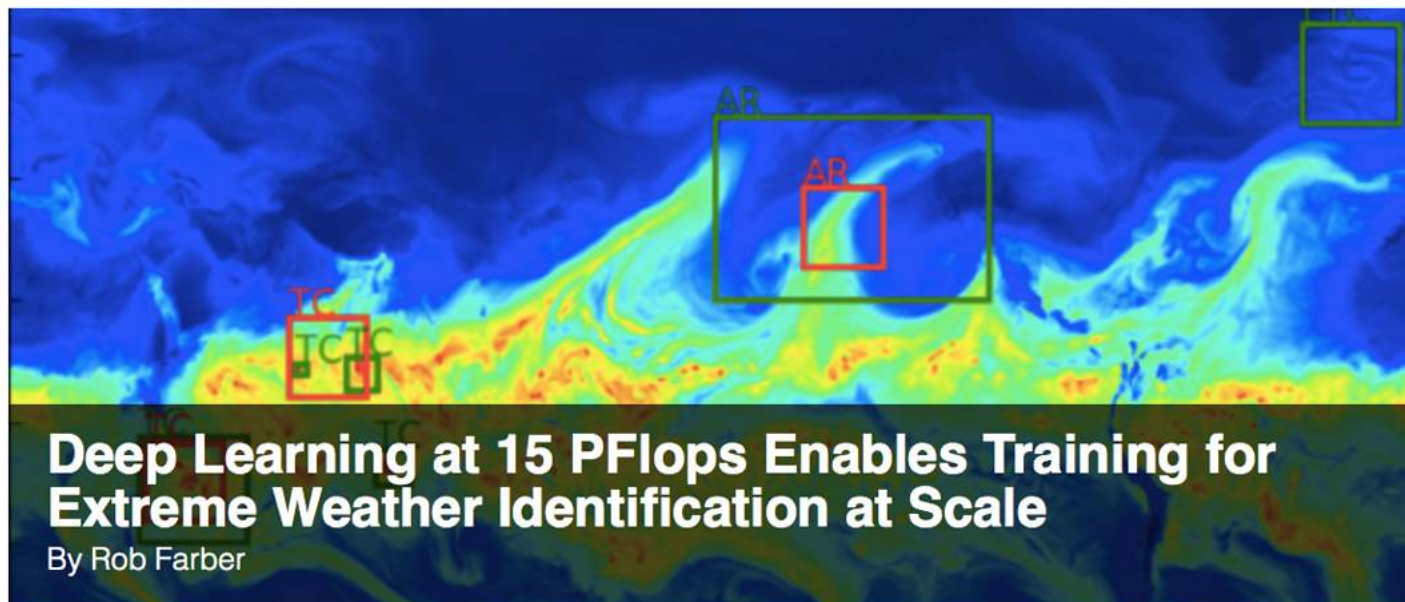 AR
AR
TC
TC
TC
TC
TC
Deep Learning at 15 PFlops Enables Training for
Extreme Weather Identification at Scale
By Rob Farber